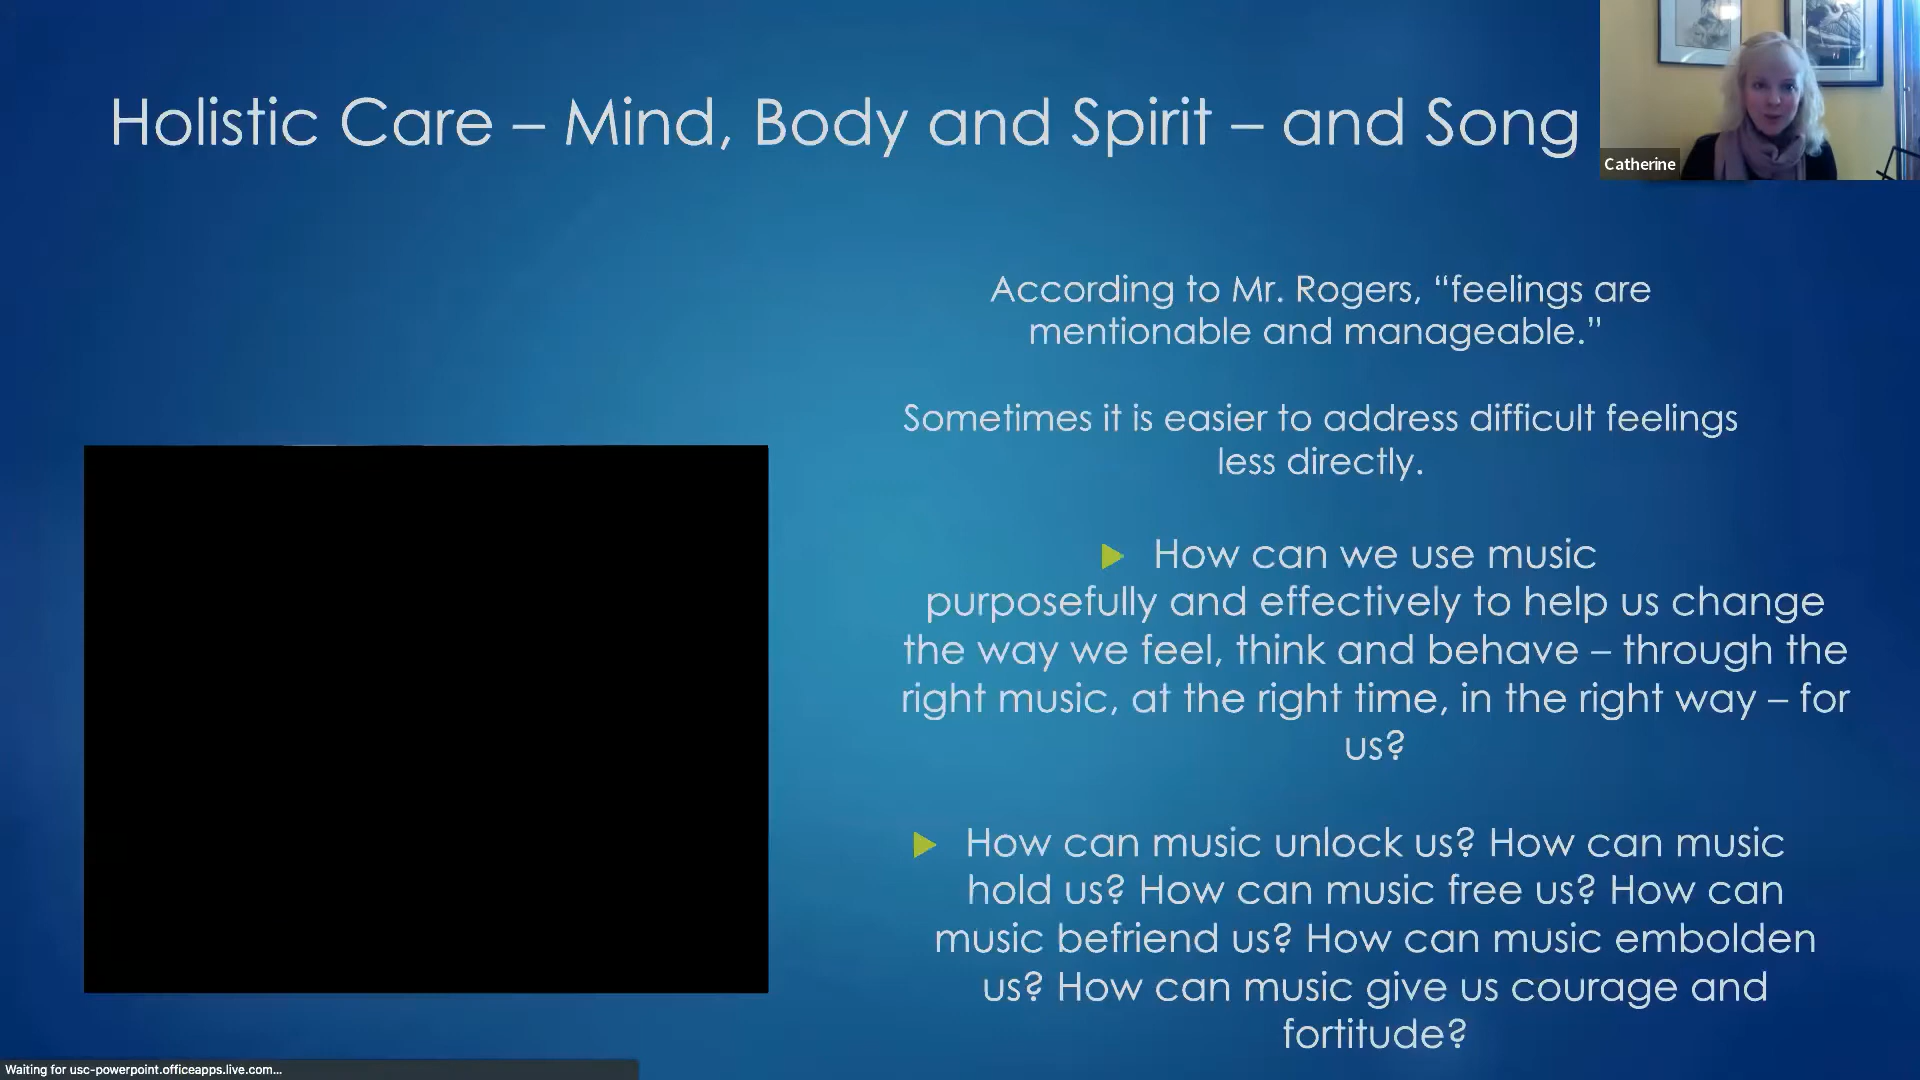 Holistic Care – Mind, Body and Spirit – and Song
Catherine
According to Mr. Rogers, “feelings are
mentionable and manageable.”
Sometimes it is easier to address difficult feelings
less directly.
How can we use music
purposefully and effectively to help us change
the way we feel, think and behave – through the
right music, at the right time, in the right way – for
us?
How can music unlock us? How can music
hold us? How can music free us? How can
music befriend us? How can music embolden
us? How can music give us courage and
fortitude?
Waiting for usc-powerpoint.officeapps.live.com...